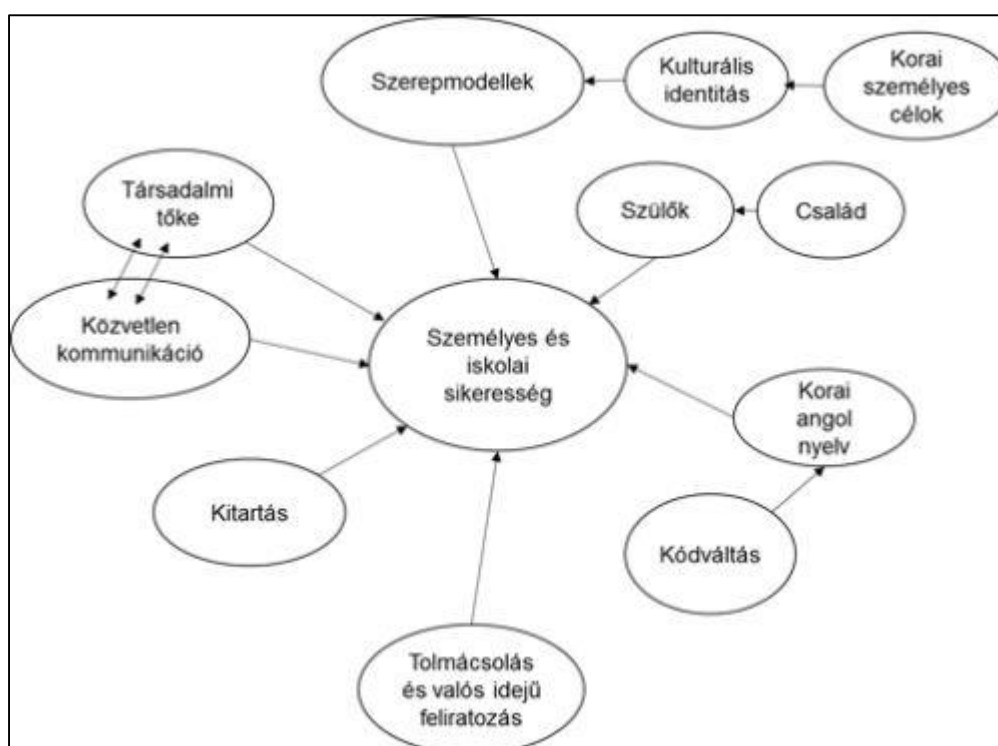 Szerepmodellek
Kulturális
identitás
Korai
személyes
célok
Társadalmi
tőke
Szülők
Család
Közvetlen
kommunikáció
Személyes és
iskolai
sikeresség
Korai
angol
nyelv
Kitartás
Kódváltás
Tolmácsolás
és valós idejű
feliratozás